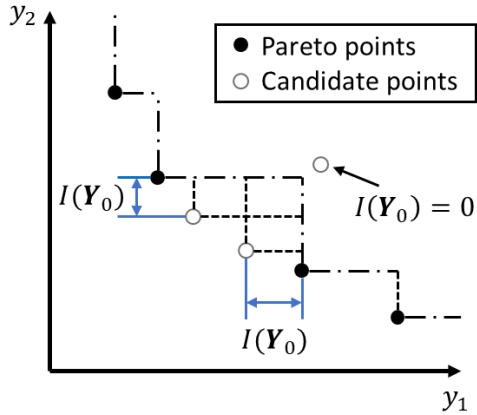 y₂
Pareto points
Candidate points
I(Y₀)
I(Y₀) = 0
I(Y₀)
y₁